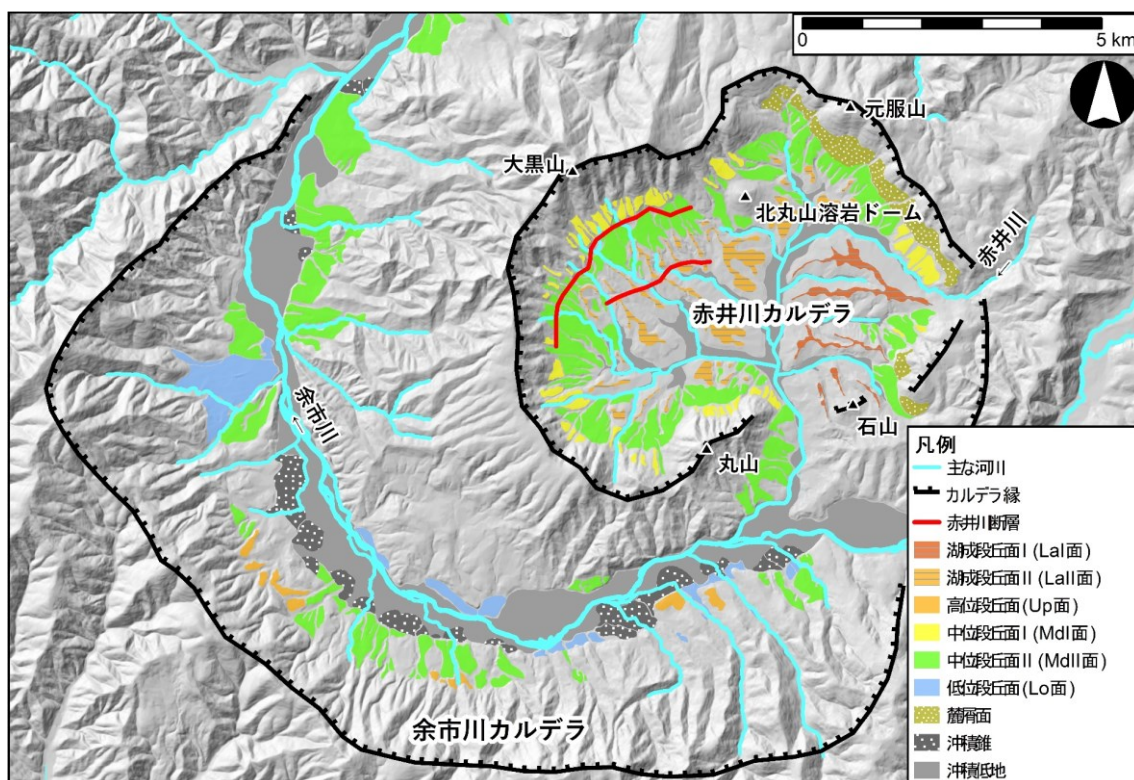 0
5 km
元服山
大黒山
北丸山溶岩ドーム
赤井川
←
赤井川カルデラ
余市川
←
石山
丸山
余市川カルデラ
凡例
主な河川
カルデラ縁
赤井川断層
湖成段丘面I (LaI面)
湖成段丘面II (LaII面)
高位段丘面(Up面)
中位段丘面I (MdI面)
中位段丘面II (MdII面)
低位段丘面(Lo面)
麓屑面
沖積錐
沖積低地